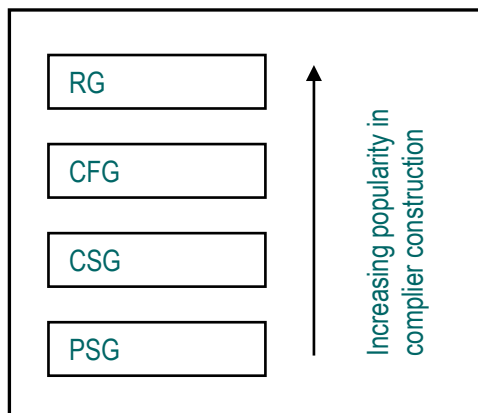 RG
CFG
CSG
PSG
Increasing popularity in
complier construction